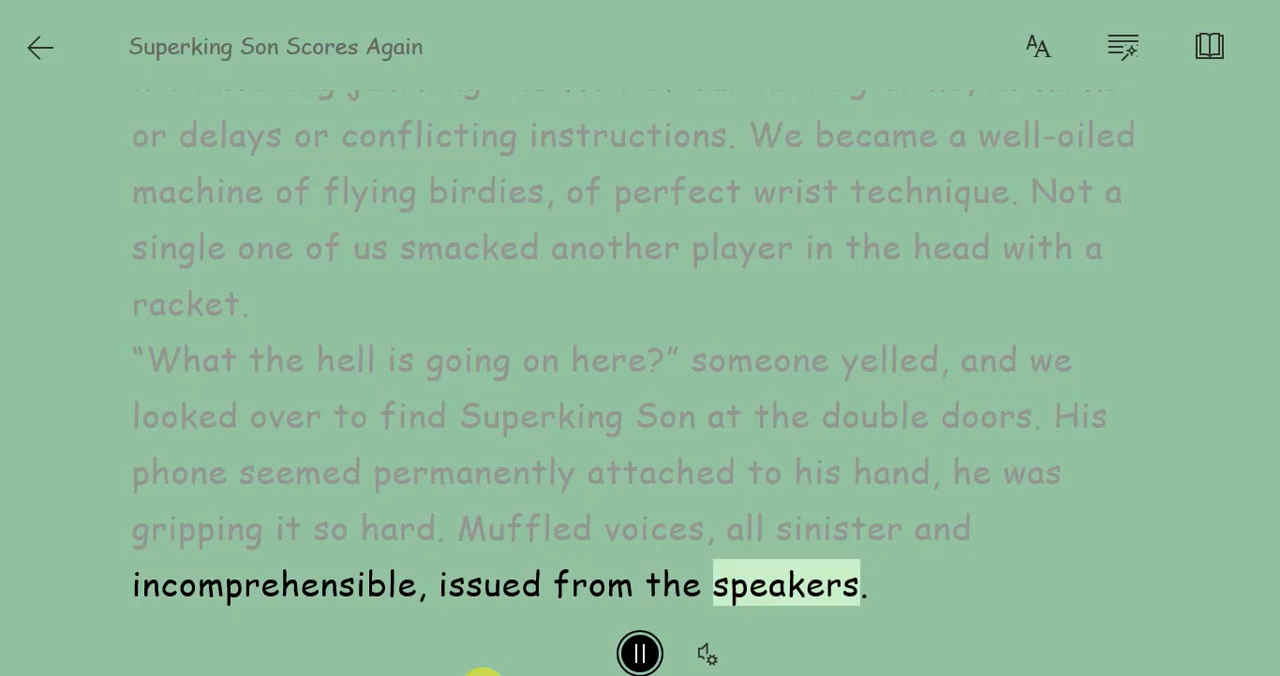 Superking Son Scores Again
or delays or conflicting instructions. We became a well-oiled
machine of flying birdies, of perfect wrist technique. Not a
single one of us smacked another player in the head with a
racket.
“What the hell is going on here?” someone yelled, and we
looked over to find Superking Son at the double doors. His
phone seemed permanently attached to his hand, he was
gripping it so hard. Muffled voices, all sinister and
incomprehensible, issued from the speakers.